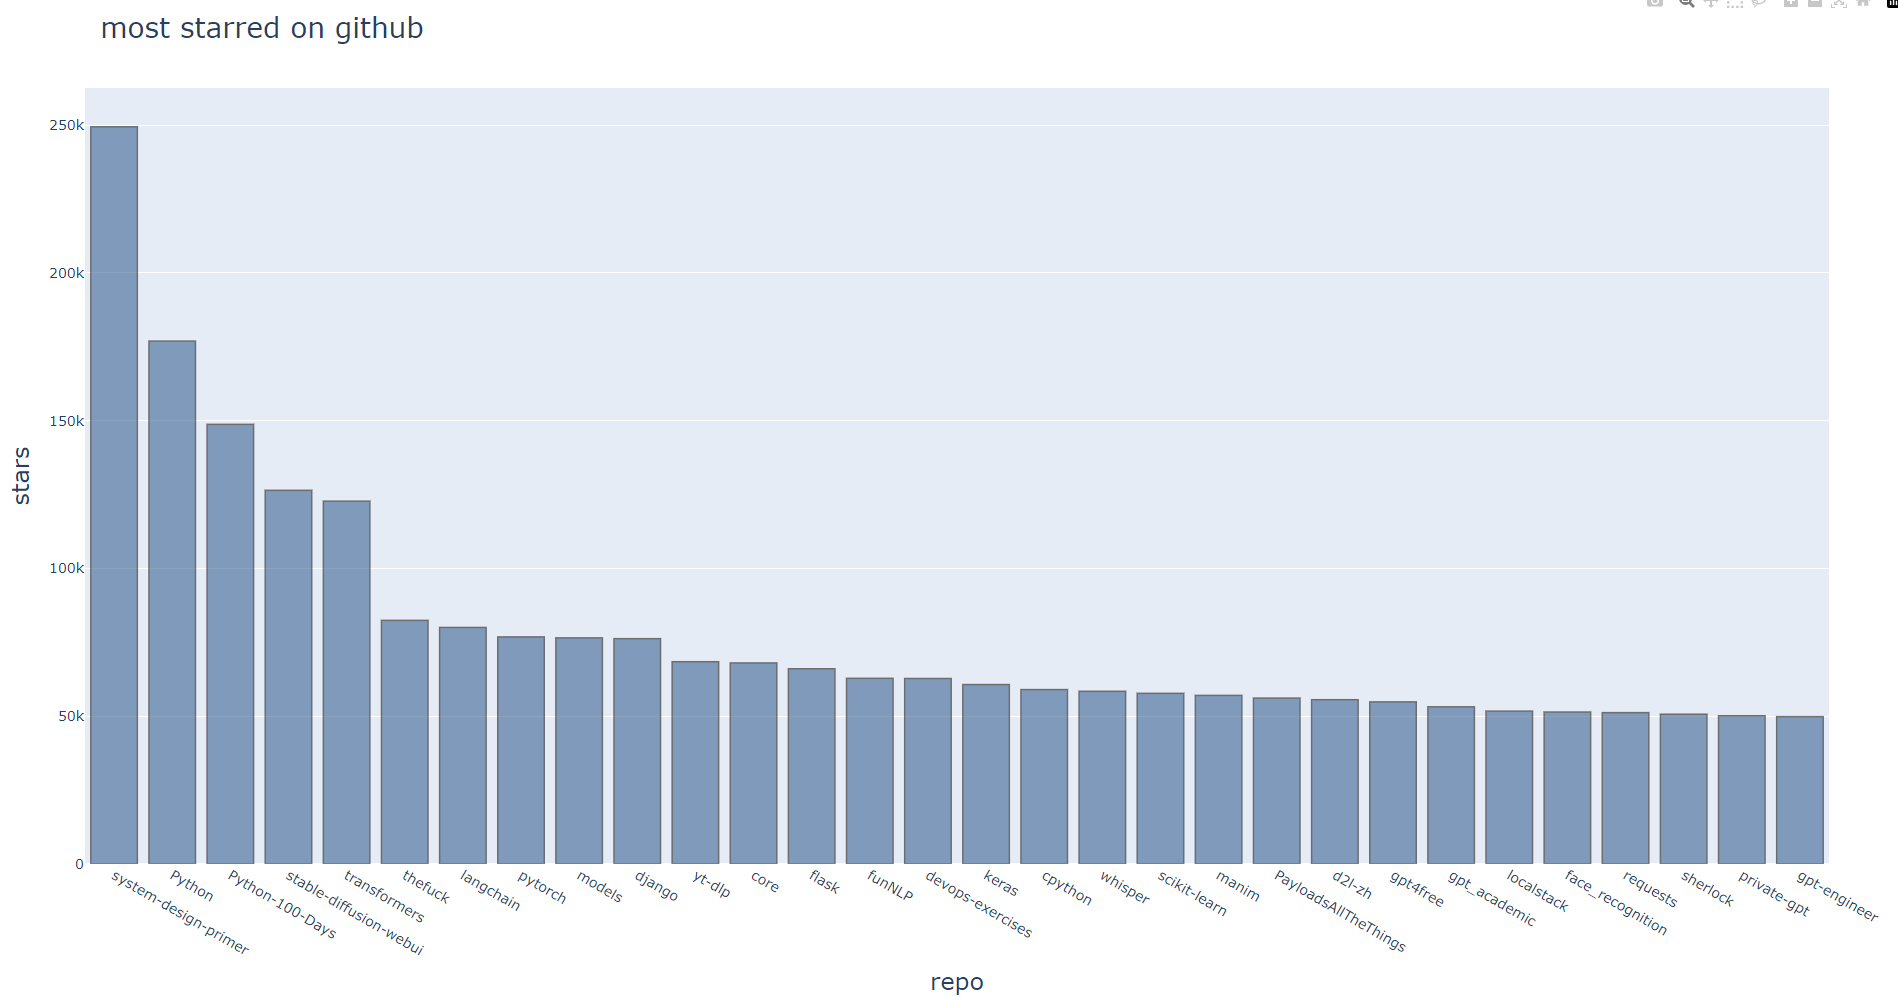 most starred on github
stars
250k
200k
150k
100k
50k
0
system-design-primer
Python
Python-100-Days
stable-diffusion-webui
transformers
thefuck
langchain
pytorch
models
django
yt-dlp
core
flask
funNLP
devops-exercises
keras
cpython
whisper
scikit-learn
manim
PayloadsAllTheThings
d2l-zh
gpt4free
gpt_academic
localstack
face_recognition
requests
sherlock
private-gpt
gpt-engineer
repo